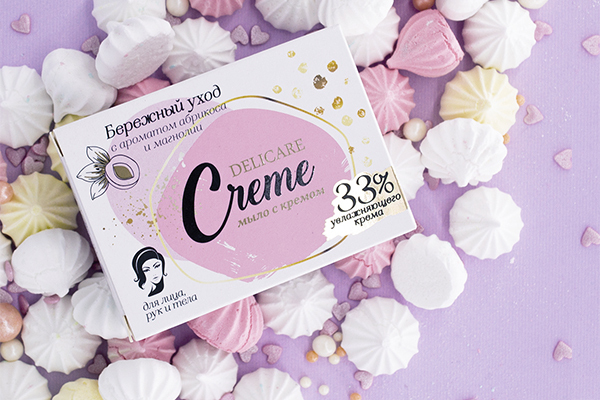 Бережный уход
с ароматом абрикоса
и магнолии
DELICARE
Creme
мыло с кремом
33%
увлажняющего
крема
для лица,
рук и тела